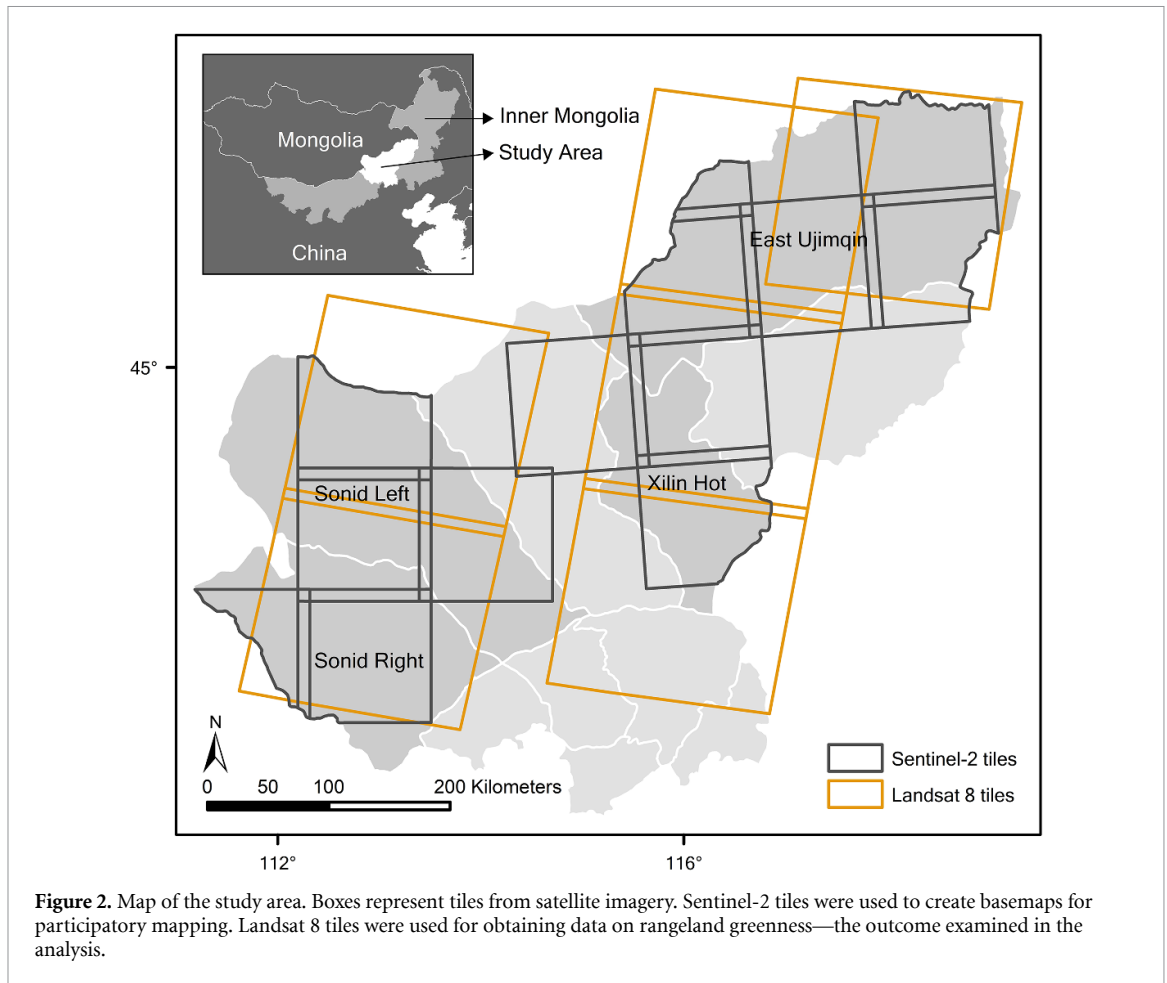 Mongolia
China
Inner Mongolia
Study Area
East Ujimqin
45°
Xilin Hot
Sonid Left
Sonid Right
N
0 50 100 200 Kilometers
Sentinel-2 tiles
Landsat 8 tiles
112° 116°
Figure 2. Map of the study area. Boxes represent tiles from satellite imagery. Sentinel-2 tiles were used to create basemaps for
participatory mapping. Landsat 8 tiles were used for obtaining data on rangeland greenness—the outcome examined in the
analysis.